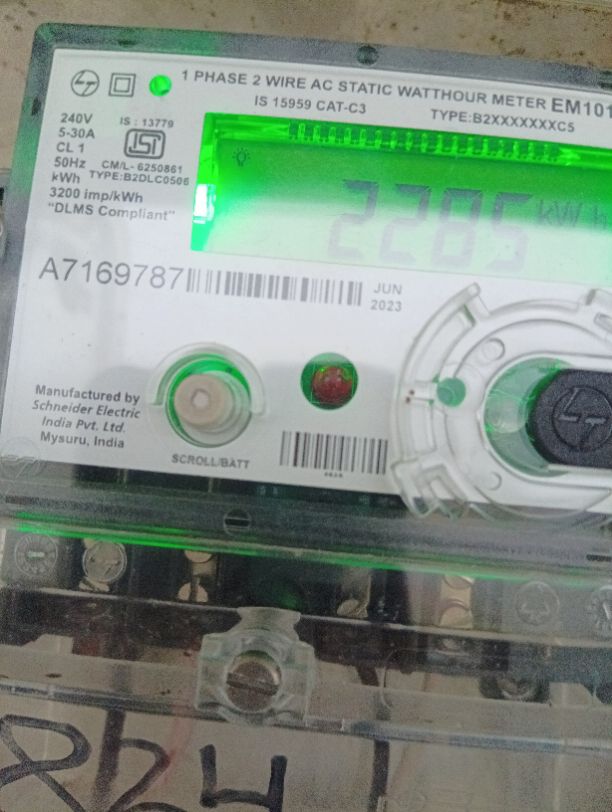 1 PHASE 2 WIRE AC STATIC WATTHOUR METER EM101
IS 15959 CAT-C3
TYPE:B2XXXXXXXC5
240V
5-30A
CL 1
50Hz
kWh
3200 imp/kWh
"DLMS Compliant"
IS : 13779
ISI
CM/L- 6250861
TYPE:B2DLC0506
2285 kWh
A7169787
JUN
2023
Manufactured by
Schneider Electric
India Pvt. Ltd.
Mysuru, India
SCROLL/BATT